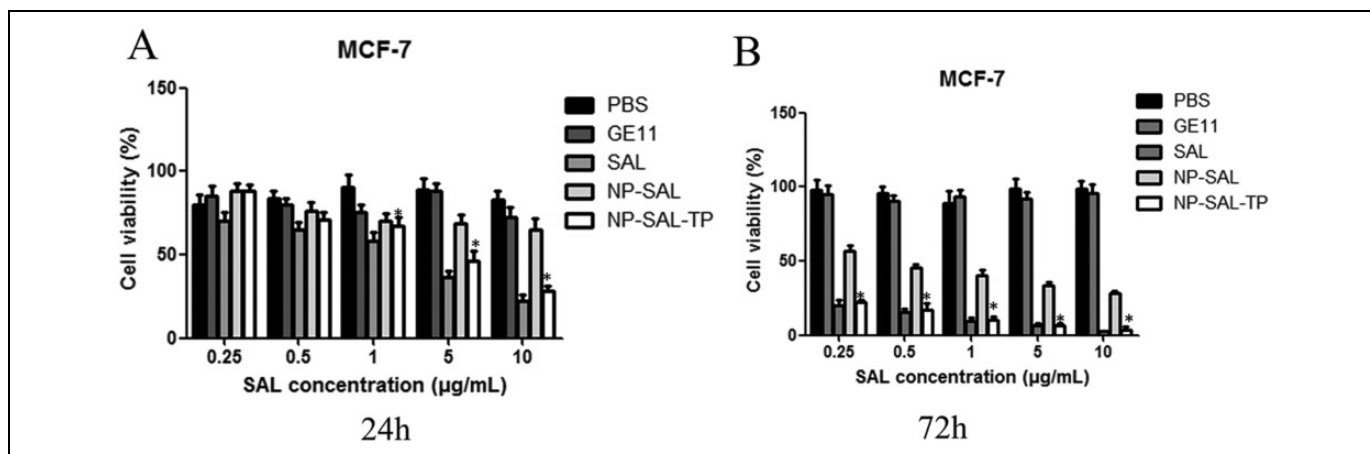 A
MCF-7
Cell viability (%)
150
100
50
0
*
*
*
0.25 0.5 1 5 10
SAL concentration (µg/mL)
PBS
GE11
SAL
NP-SAL
NP-SAL-TP
24h
B
MCF-7
Cell viability (%)
150
100
50
0
*
*
*
*
*
0.25 0.5 1 5 10
SAL concentration (µg/mL)
PBS
GE11
SAL
NP-SAL
NP-SAL-TP
72h